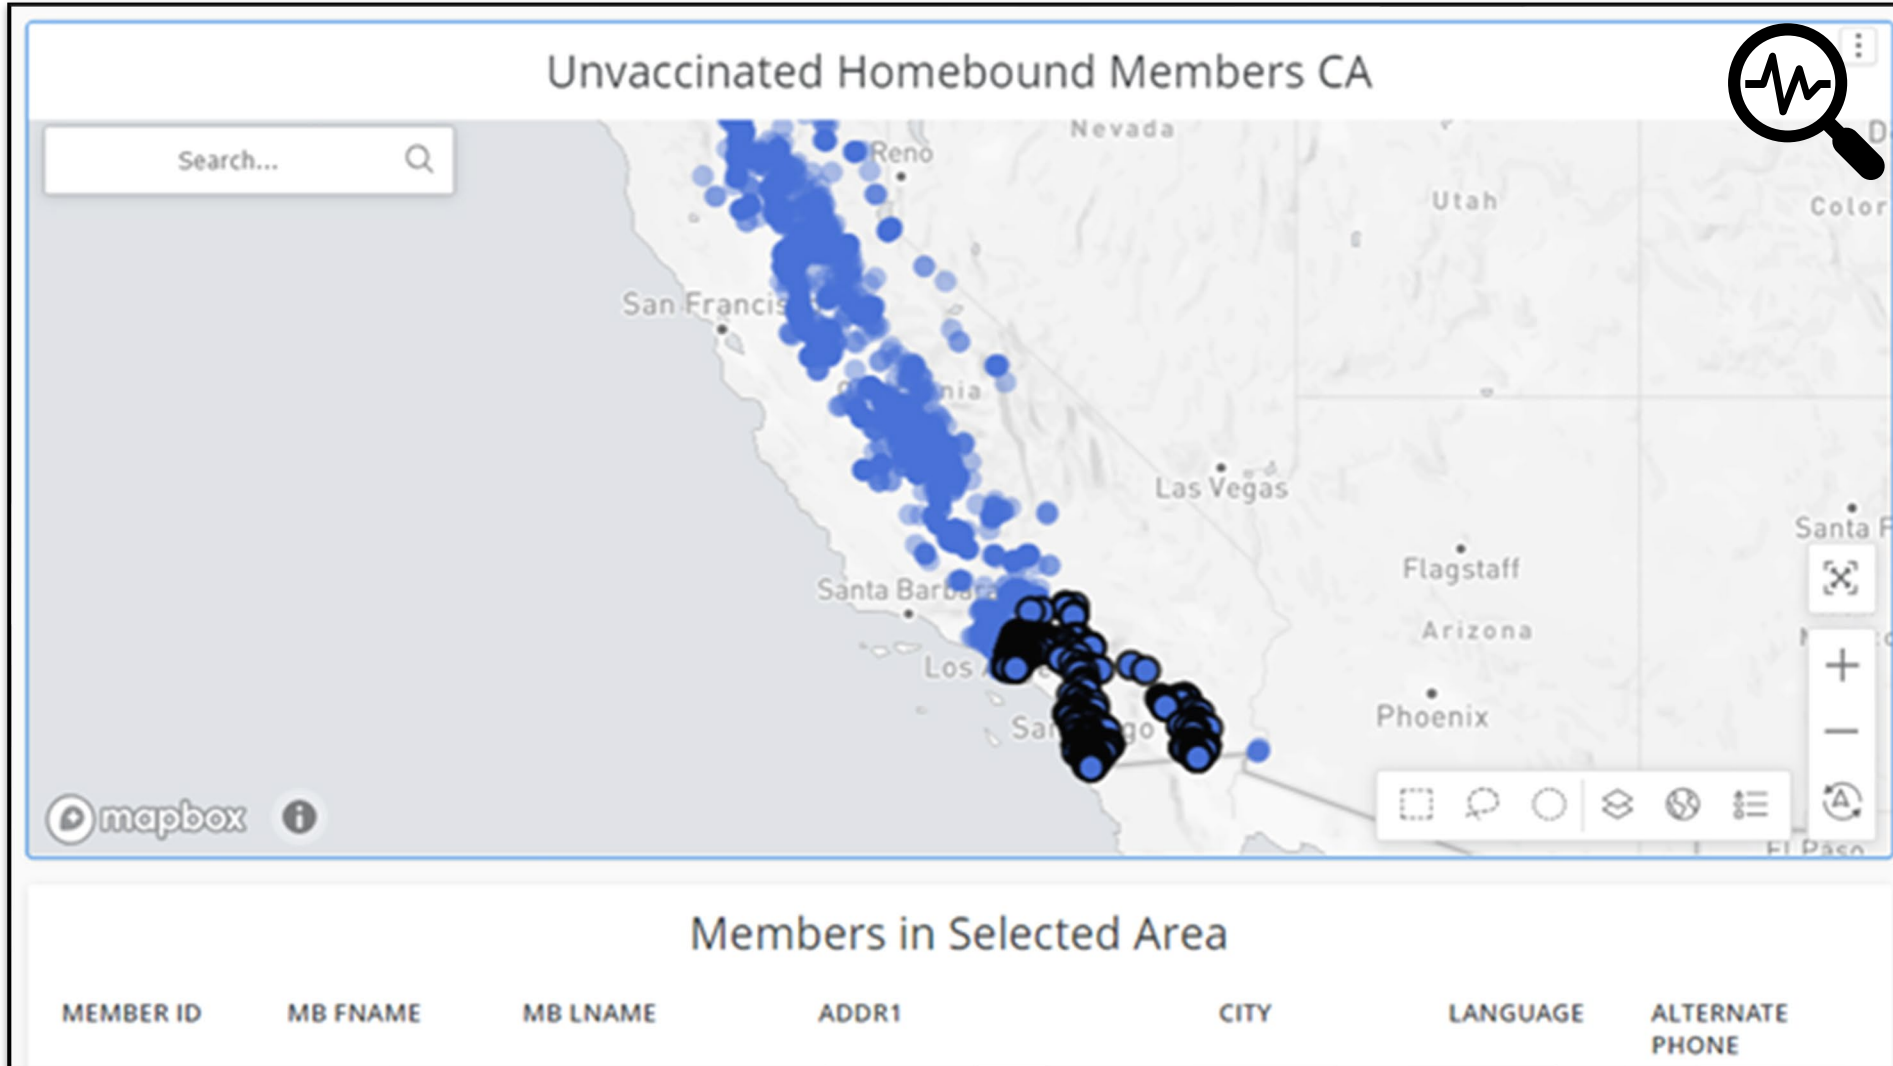 Unvaccinated Homebound Members CA
Search...
Nevada
Reno
Utah
San Francis
nia
Las Vegas
Santa
Flagstaff
Santa Barb
Arizona
Los
Phoenix
go
mapbox
El Paso
Members in Selected Area
MEMBER ID MB FNAME MB LNAME ADDR1 CITY LANGUAGE ALTERNATE PHONE